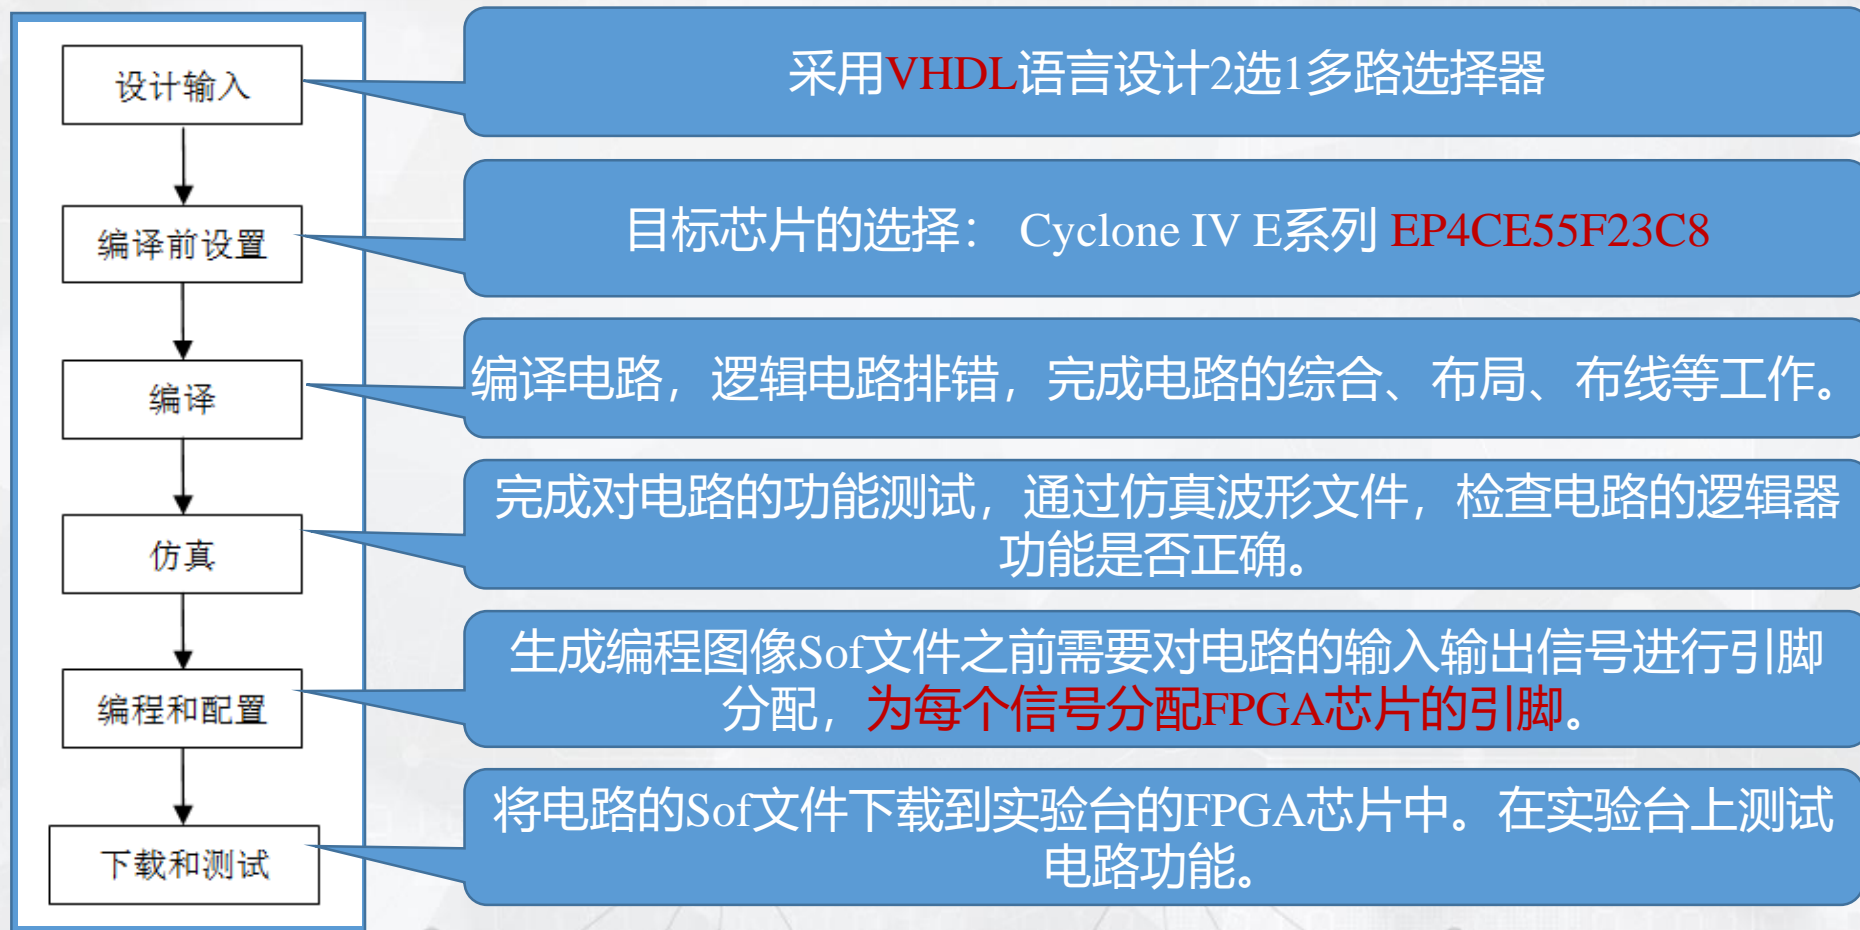 设计输入
采用VHDL语言设计2选1多路选择器
编译前设置
目标芯片的选择： Cyclone IV E系列 EP4CE55F23C8
编译
编译电路，逻辑电路排错，完成电路的综合、布局、布线等工作。
仿真
完成对电路的功能测试，通过仿真波形文件，检查电路的逻辑器
功能是否正确。
编程和配置
生成编程图像Sof文件之前需要对电路的输入输出信号进行引脚
分配，为每个信号分配FPGA芯片的引脚。
下载和测试
将电路的Sof文件下载到实验台的FPGA芯片中。在实验台上测试
电路功能。